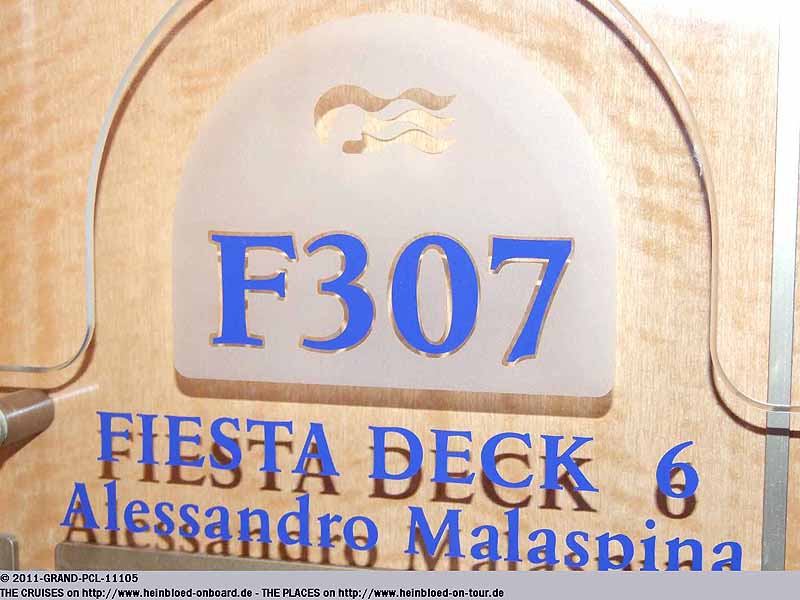 F307
FIESTA DECK 6
Alessandro Malaspina
© 2011-GRAND-PCL-11105
THE CRUISES on http://www.heinbloed-onboard.de - THE PLACES on http://www.heinbloed-on-tour.de